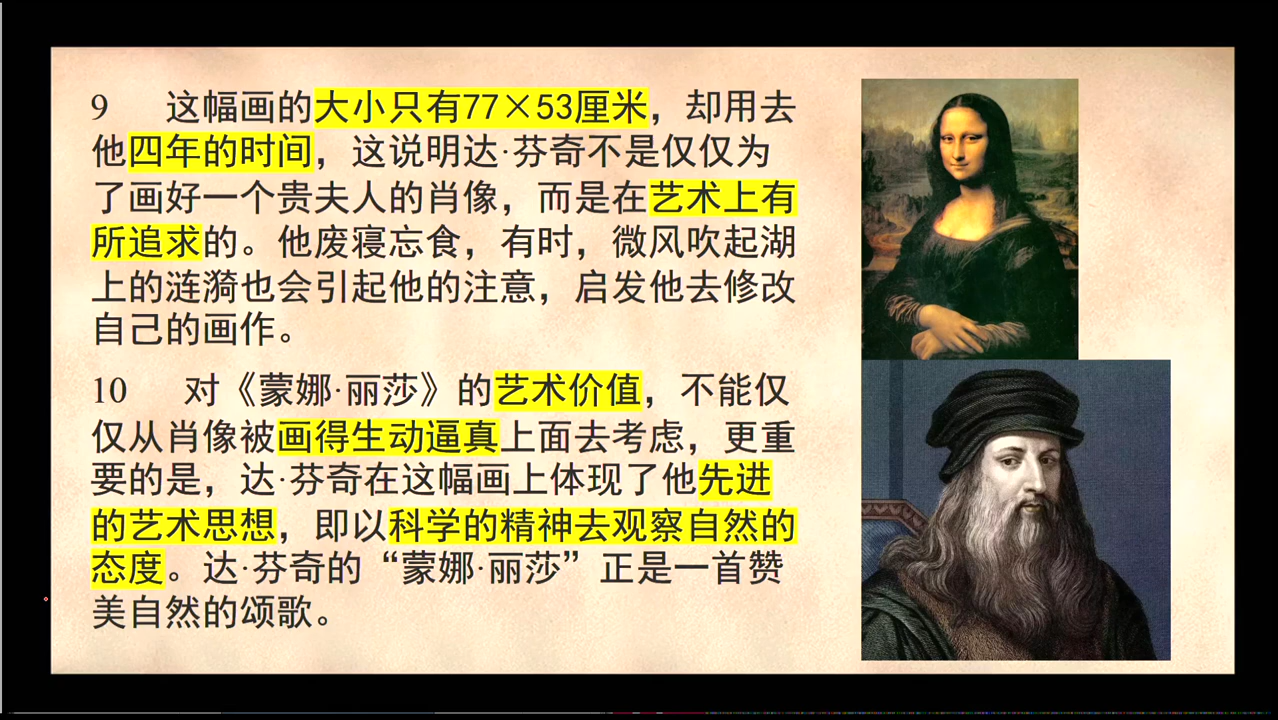 9 这幅画的大小只有77×53厘米，却用去
他四年的时间，这说明达·芬奇不是仅仅为
了画好一个贵夫人的肖像，而是在艺术上有
所追求的。他废寝忘食，有时，微风吹起湖
上的涟漪也会引起他的注意，启发他去修改
自己的画作。
10 对《蒙娜·丽莎》的艺术价值，不能仅
仅从肖像被画得生动逼真上面去考虑，更重
要的是，达·芬奇在这幅画上体现了他先进
的艺术思想，即以科学的精神去观察自然的
态度。达·芬奇的“蒙娜·丽莎”正是一首赞
美自然的颂歌。